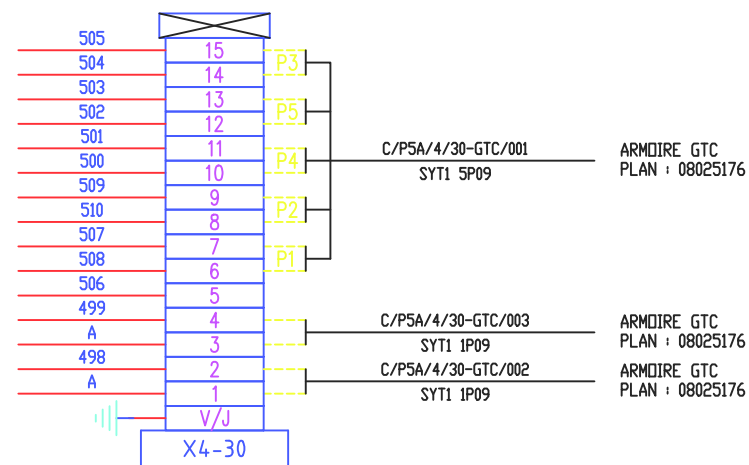 505 15 P3
504 14
503 13 P5
502 12
501 11 P4 C/P5A/4/30-GTC/001 ARMOIRE GTC
500 10 SYT1 5P09 PLAN : 08025176
509 9 P2
510 8
507 7 P1
508 6
506 5
499 4 C/P5A/4/30-GTC/003 ARMOIRE GTC
A 3 SYT1 1P09 PLAN : 08025176
498 2 C/P5A/4/30-GTC/002 ARMOIRE GTC
A 1 SYT1 1P09 PLAN : 08025176
V/J
X4-30